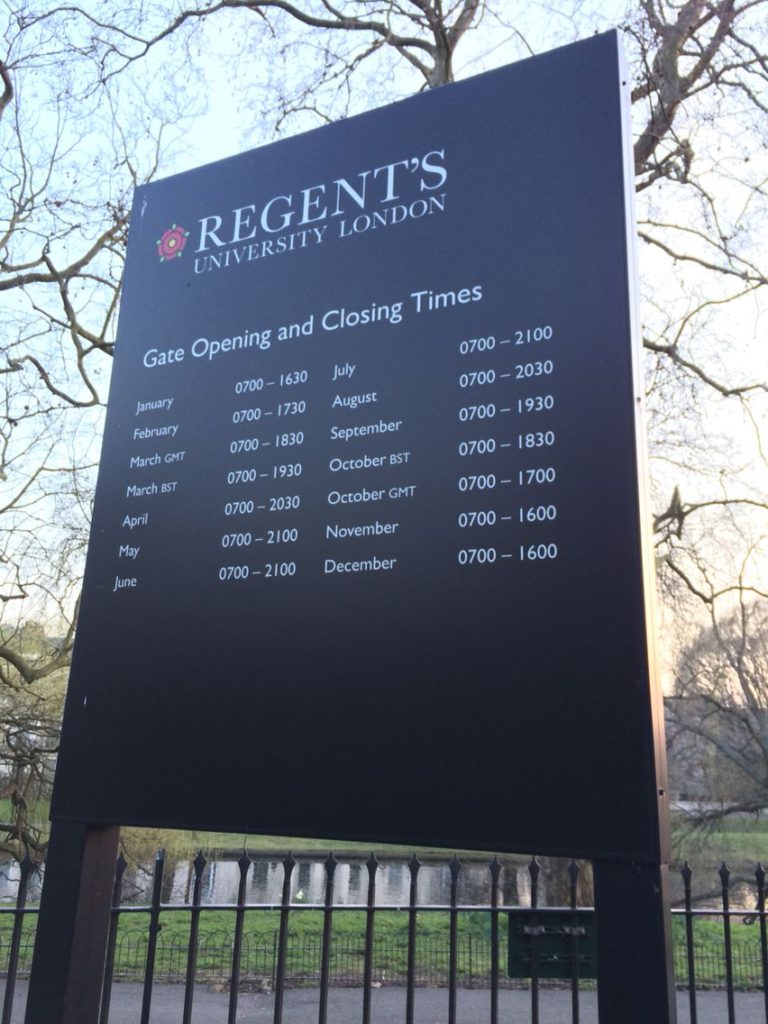 REGENT'S
UNIVERSITY LONDON
Gate Opening and Closing Times
January 0700 – 1630
February 0700 – 1730
March GMT 0700 – 1830
March BST 0700 – 1930
April 0700 – 2030
May 0700 – 2100
June 0700 – 2100
July 0700 – 2100
August 0700 – 2030
September 0700 – 1930
October BST 0700 – 1830
October GMT 0700 – 1700
November 0700 – 1600
December 0700 – 1600